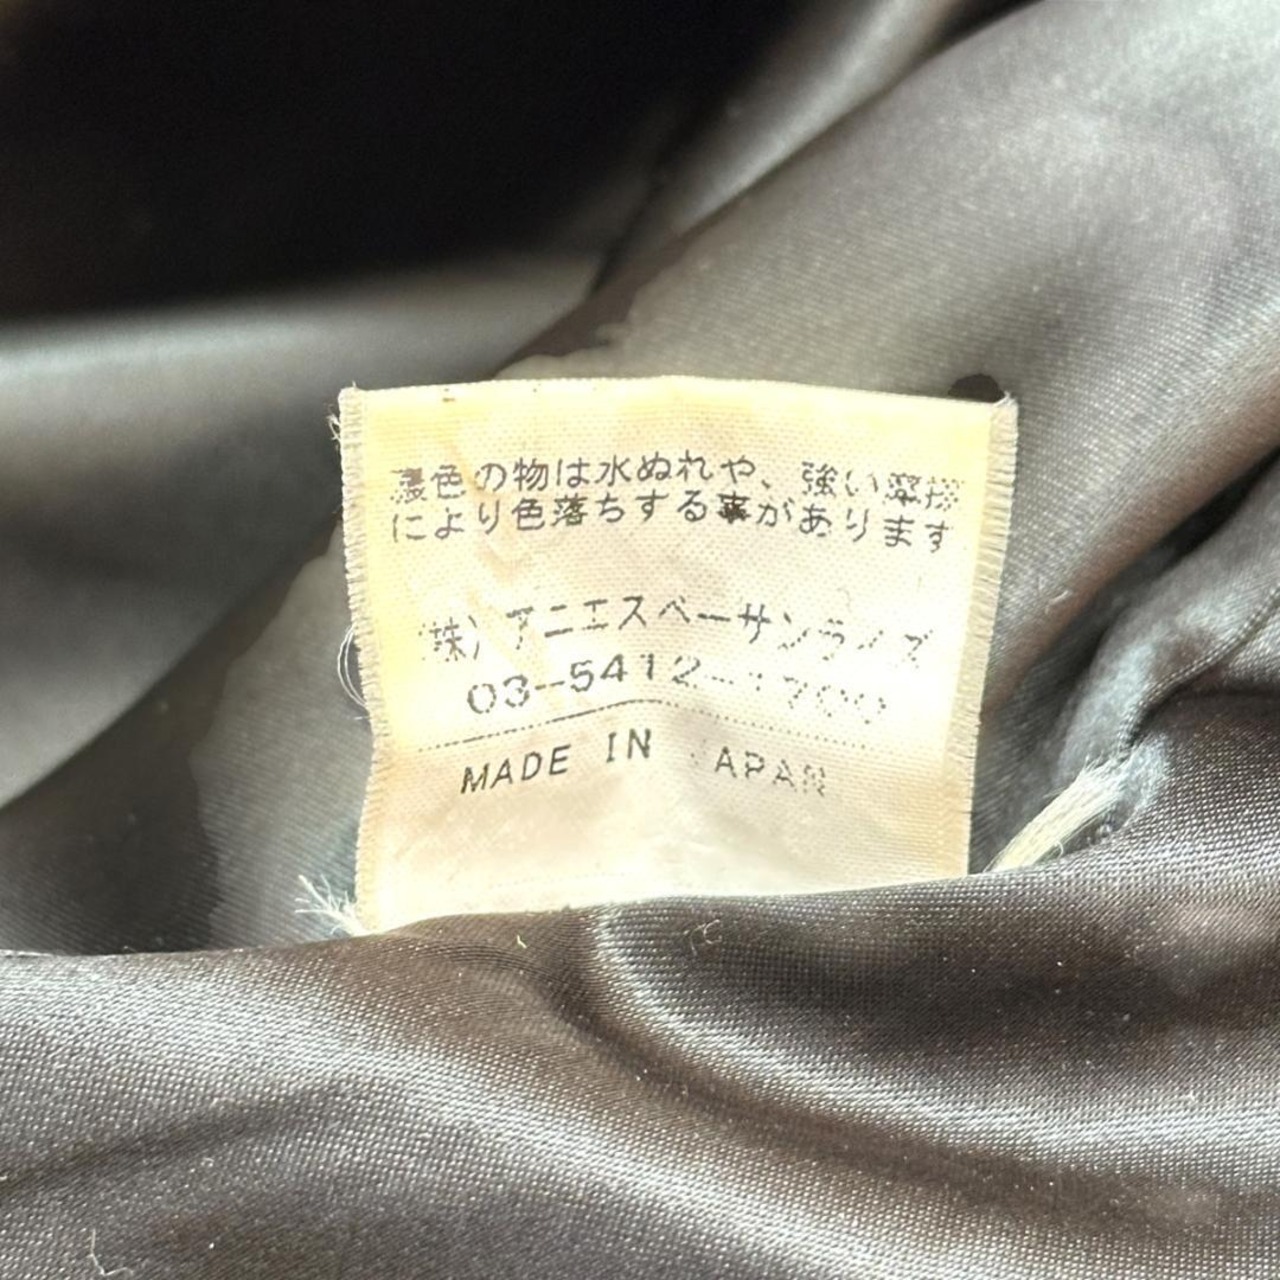 濃色の物は水ぬれや、強い摩擦
により色落ちする事があります
(株)アニエスベーサンライズ
03-5412-1700
MADE IN JAPAN